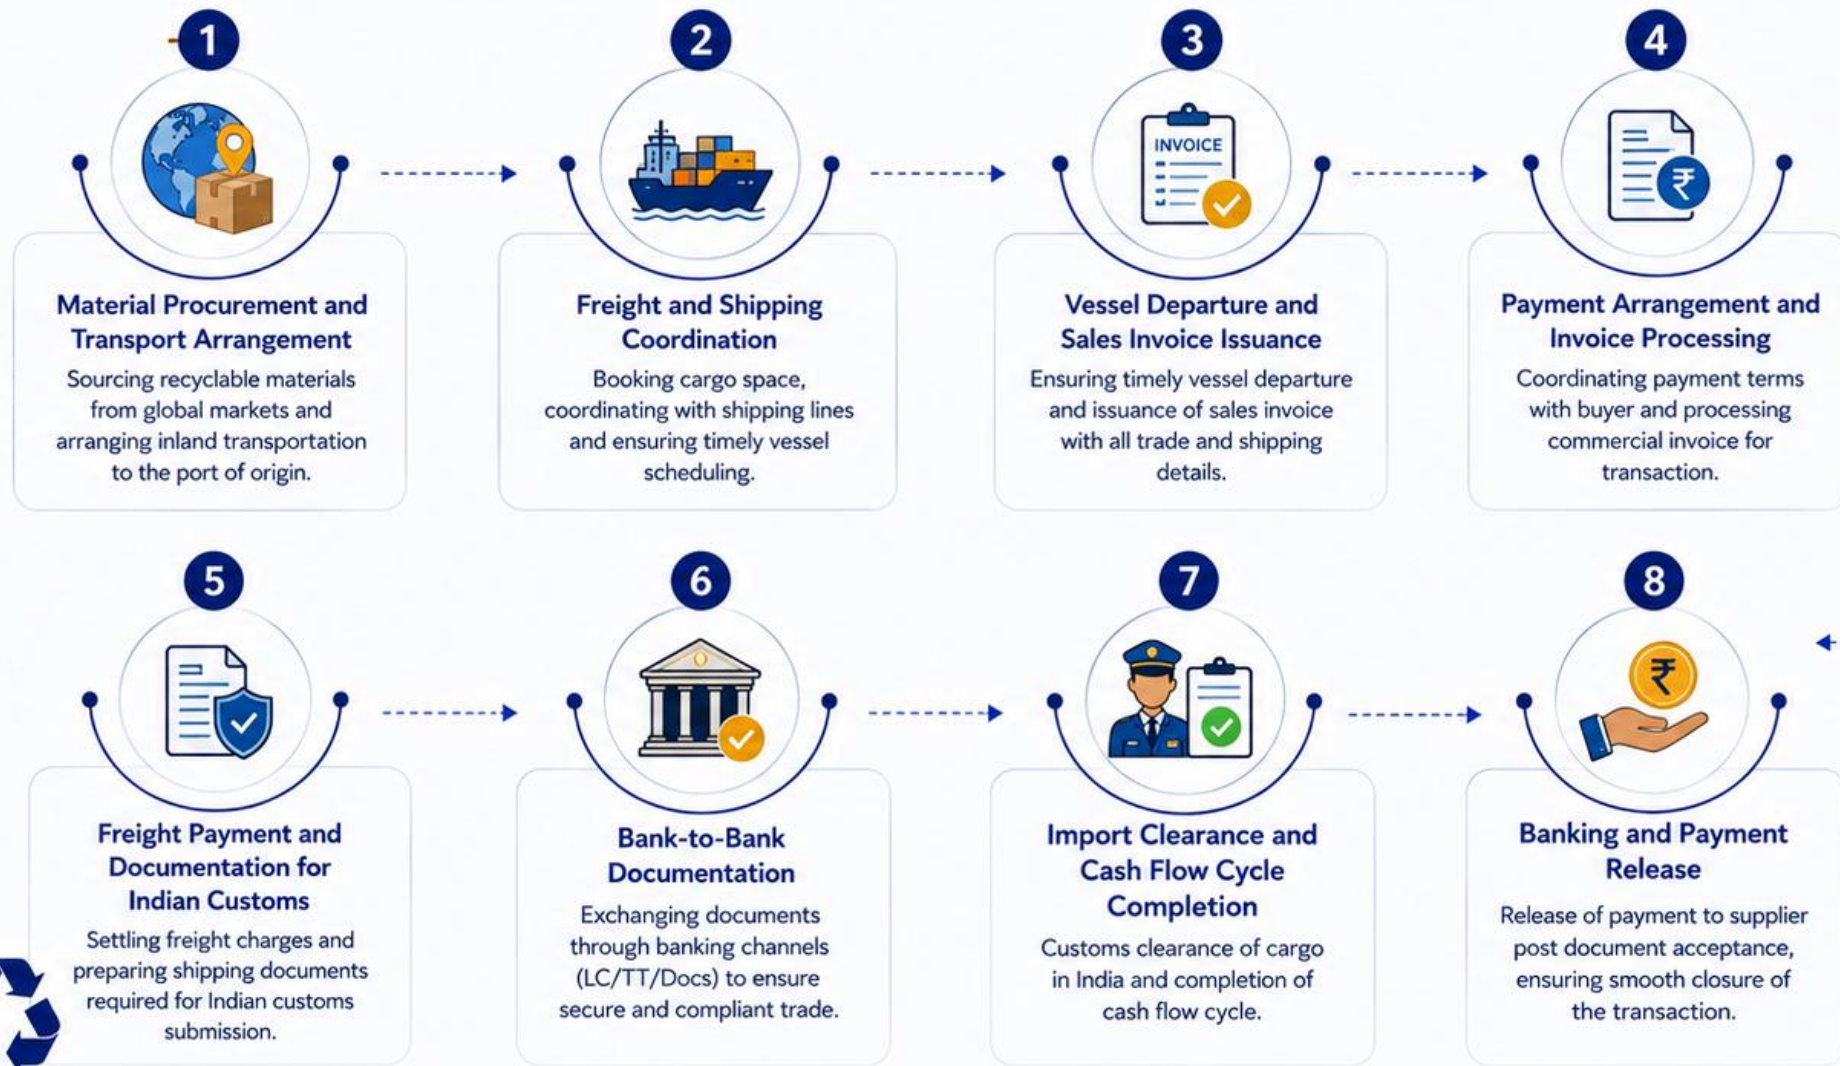 1
Material Procurement and
Transport Arrangement
Sourcing recyclable materials
from global markets and
arranging inland transportation
to the port of origin.
2
Freight and Shipping
Coordination
Booking cargo space,
coordinating with shipping lines
and ensuring timely vessel
scheduling.
3
INVOICE
Vessel Departure and
Sales Invoice Issuance
Ensuring timely vessel departure
and issuance of sales invoice
with all trade and shipping
details.
4
₹
Payment Arrangement and
Invoice Processing
Coordinating payment terms
with buyer and processing
commercial invoice for
transaction.
5
Freight Payment and
Documentation for
Indian Customs
Settling freight charges and
preparing shipping documents
required for Indian customs
submission.
6
Bank-to-Bank
Documentation
Exchanging documents
through banking channels
(LC/TT/Docs) to ensure
secure and compliant trade.
7
Import Clearance and
Cash Flow Cycle
Completion
Customs clearance of cargo
in India and completion of
cash flow cycle.
8
₹
Banking and Payment
Release
Release of payment to supplier
post document acceptance,
ensuring smooth closure of
the transaction.